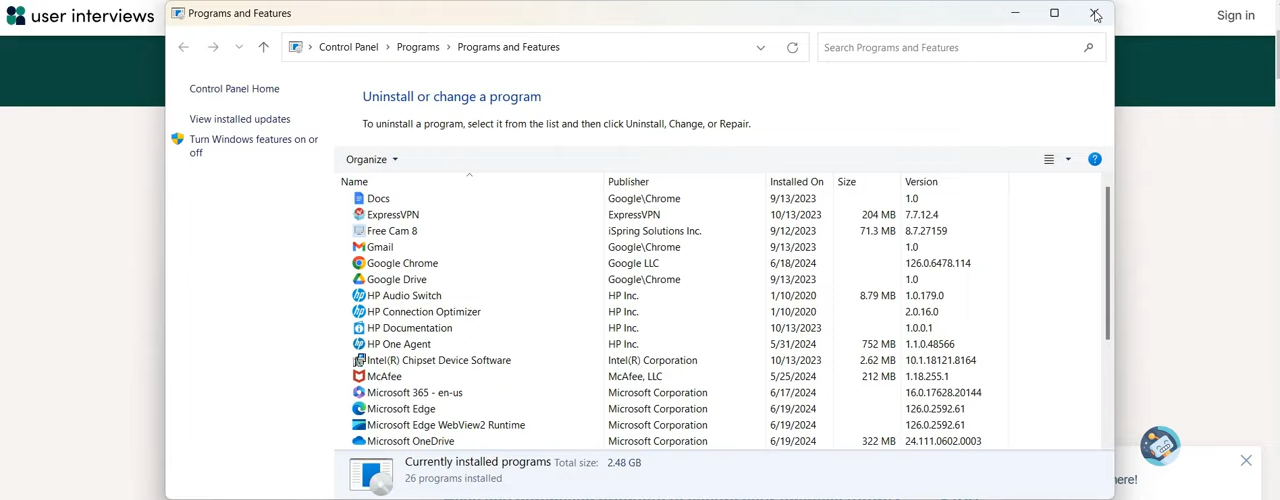 user interviews
Sign in
Programs and Features
Control Panel > Programs > Programs and Features
Search Programs and Features
Control Panel Home
View installed updates
Turn Windows features on or
off
Uninstall or change a program
To uninstall a program, select it from the list and then click Uninstall, Change, or Repair.
Organize
Name Publisher Installed On Size Version
Docs Google\Chrome 9/13/2023 1.0
ExpressVPN ExpressVPN 10/13/2023 204 MB 7.7.12.4
Free Cam 8 iSpring Solutions Inc. 9/12/2023 71.3 MB 8.7.27159
Gmail Google\Chrome 9/13/2023 1.0
Google Chrome Google LLC 6/18/2024 126.0.6478.114
Google Drive Google\Chrome 9/13/2023 1.0
HP Audio Switch HP Inc. 1/10/2020 8.79 MB 1.0.179.0
HP Connection Optimizer HP Inc. 1/10/2020 2.0.16.0
HP Documentation HP Inc. 10/13/2023 1.0.0.1
HP One Agent HP Inc. 5/31/2024 752 MB 1.1.0.48566
Intel(R) Chipset Device Software Intel(R) Corporation 10/13/2023 2.62 MB 10.1.18121.8164
McAfee McAfee, LLC 5/25/2024 212 MB 1.18.255.1
Microsoft 365 - en-us Microsoft Corporation 6/17/2024 16.0.17628.20144
Microsoft Edge Microsoft Corporation 6/19/2024 126.0.2592.61
Microsoft Edge WebView2 Runtime Microsoft Corporation 6/19/2024 126.0.2592.61
Microsoft OneDrive Microsoft Corporation 6/19/2024 322 MB 24.111.0602.0003
Currently installed programs Total size: 2.48 GB
26 programs installed
here!